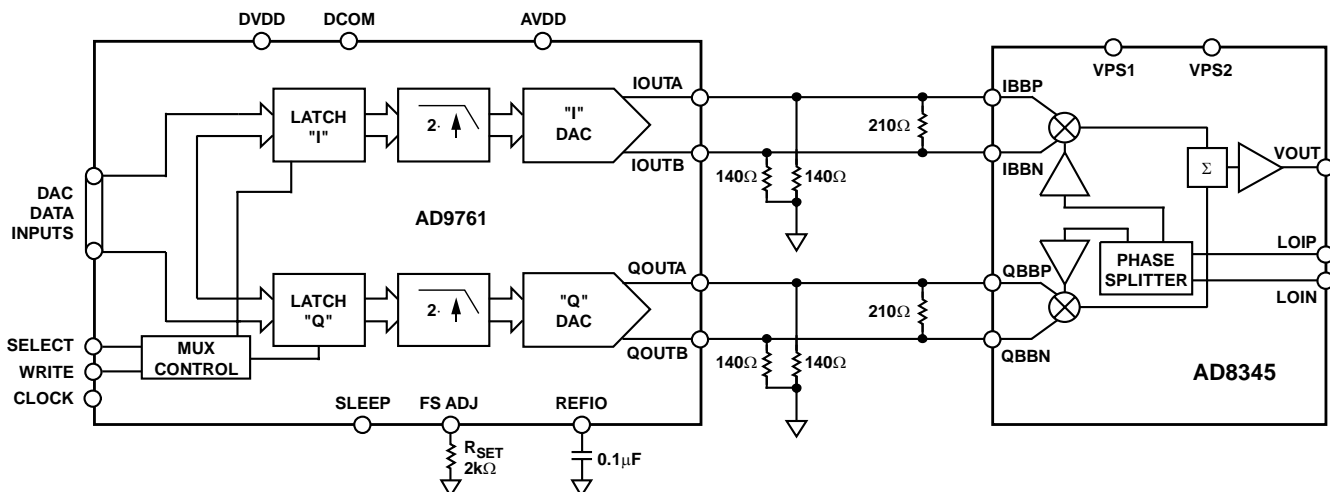 DVDD
DCOM
AVDD
VPS1
VPS2
LATCH
"I"
2·
"I"
DAC
IOUTA
IOUTB
210Ω
140Ω
140Ω
IBBP
IBBN
Σ
VOUT
DAC
DATA
INPUTS
AD9761
PHASE
SPLITTER
LOIP
LOIN
LATCH
"Q"
2·
"Q"
DAC
QOUTA
QOUTB
210Ω
140Ω
140Ω
QBBP
QBBN
AD8345
SELECT
WRITE
CLOCK
MUX
CONTROL
SLEEP
FS ADJ
REFIO
RSET
2kΩ
0.1μF